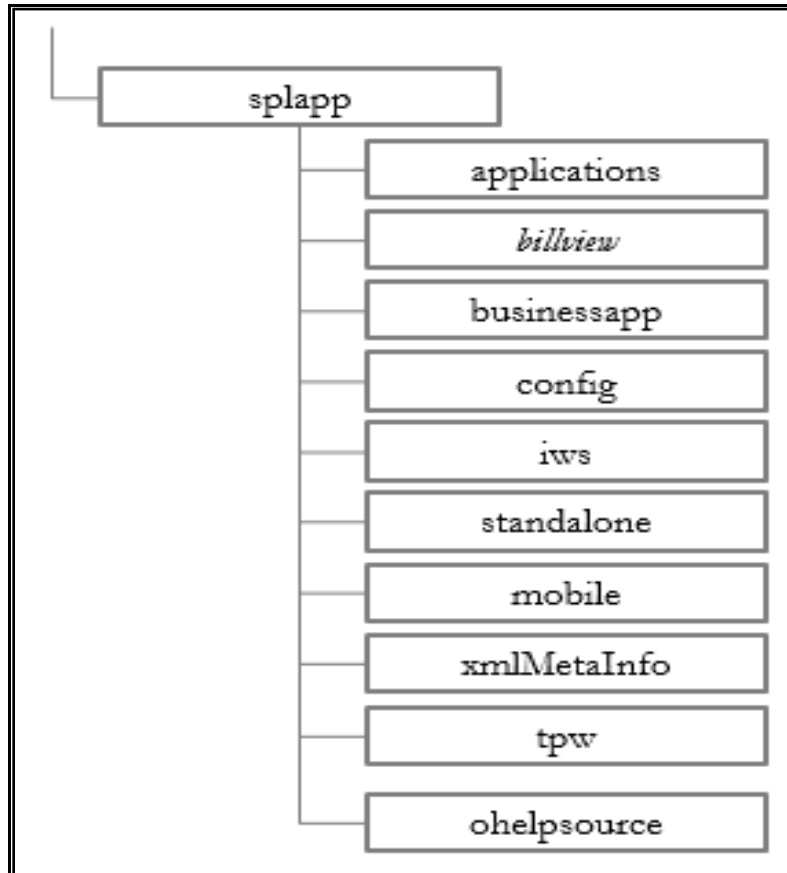 splapp
applications
billview
businessapp
config
iws
standalone
mobile
xmlMetaInfo
tpw
ohelpsource